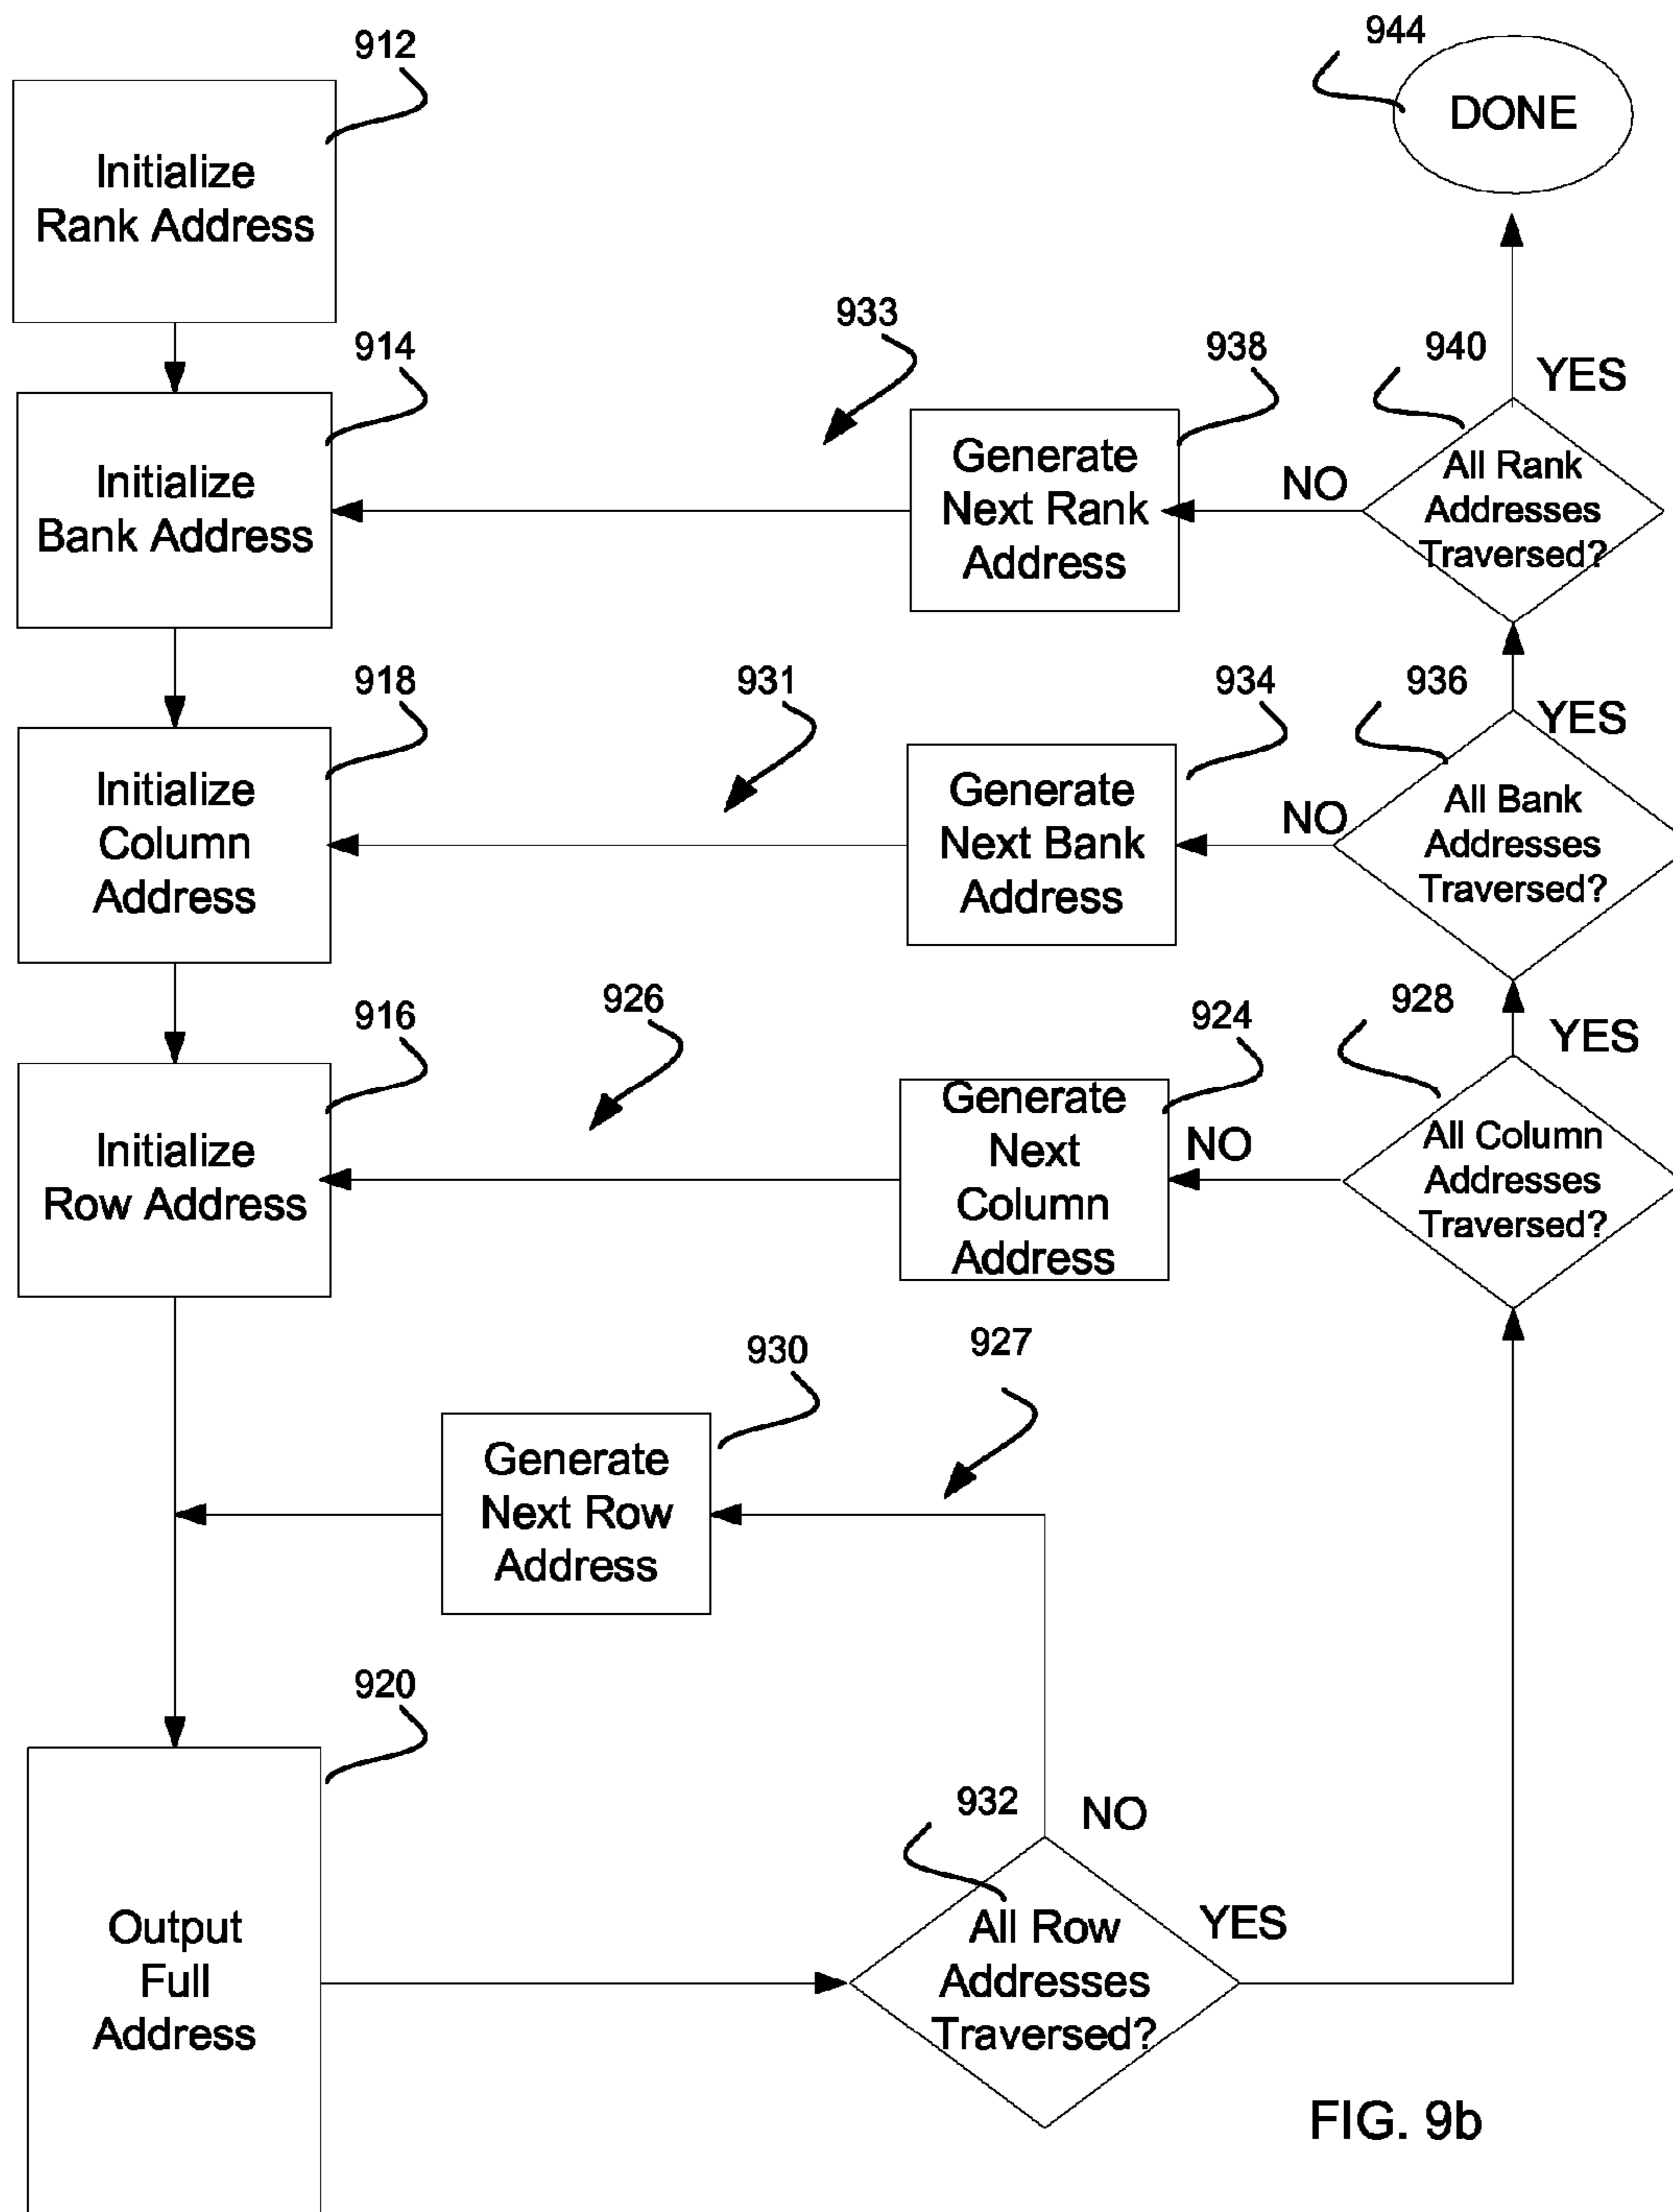 912
944
DONE
Initialize
Rank Address
933
914
938
940
YES
Initialize
Bank Address
Generate
Next Rank
Address
NO
All Rank
Addresses
Traversed?
918
931
934
936
YES
Initialize
Column
Address
Generate
Next Bank
Address
NO
All Bank
Addresses
Traversed?
916
926
924
928
YES
Initialize
Row Address
Generate
Next
Column
Address
NO
All Column
Addresses
Traversed?
930
927
Generate
Next Row
Address
920
932
NO
Output
Full
Address
All Row
Addresses
Traversed?
YES
FIG. 9b